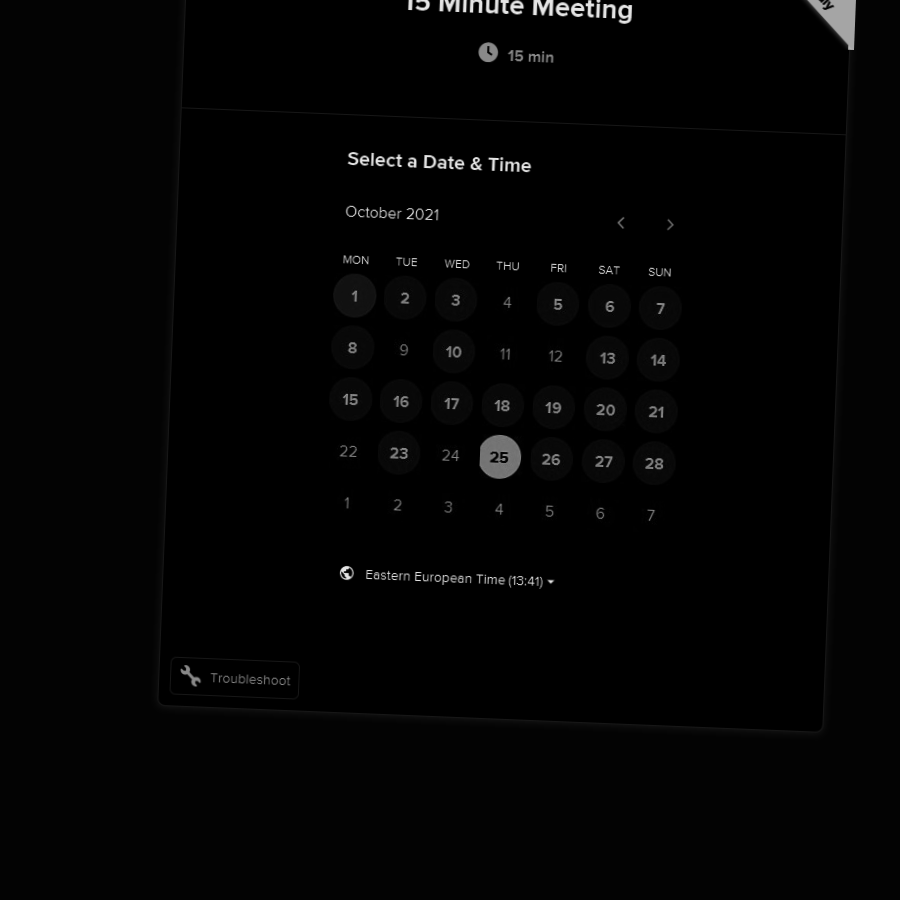 15 Minute Meeting
15 min
Select a Date & Time
October 2021
MON TUE WED THU FRI SAT SUN
1 2 3 4 5 6 7
8 9 10 11 12 13 14
15 16 17 18 19 20 21
22 23 24 25 26 27 28
1 2 3 4 5 6 7
Eastern European Time (13:41)
Troubleshoot